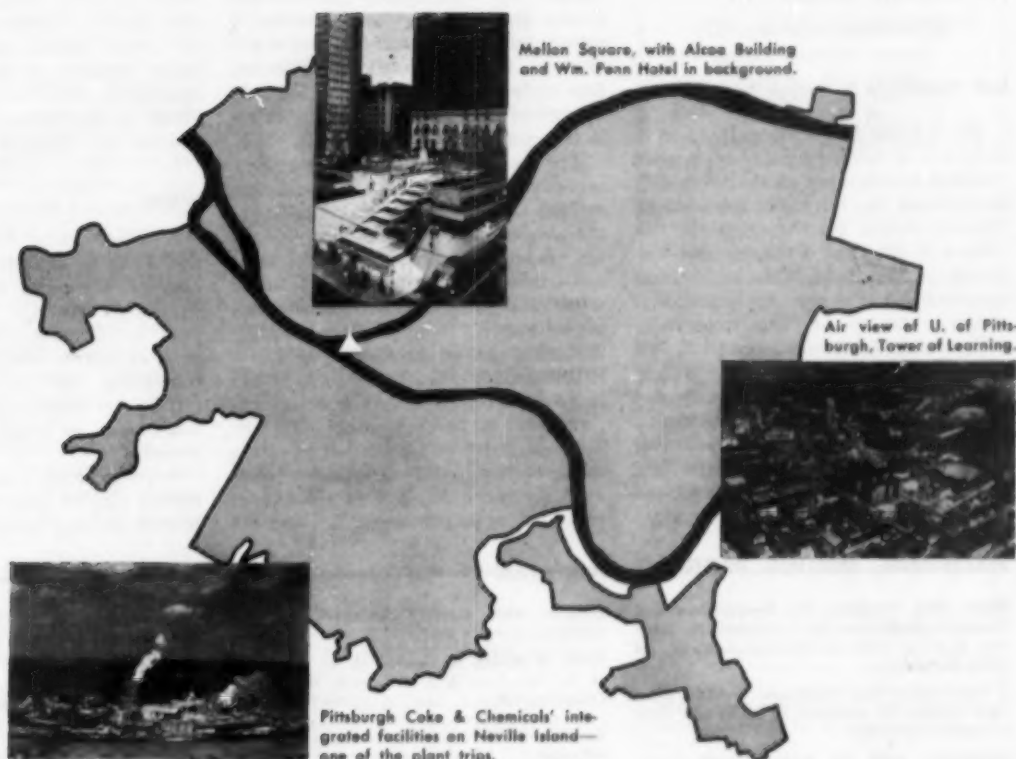 Mellon Square, with Alcoa Building
and Wm. Penn Hotel in background.
Air view of U. of Pitts-
burgh, Tower of Learning.
Pittsburgh Coke & Chemicals' inte-
grated facilities on Neville Island—
one of the plant trips.